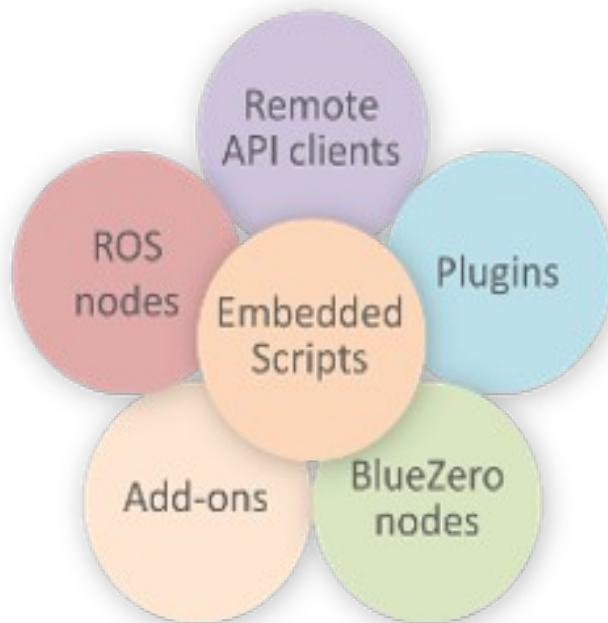 Remote
API clients
ROS
nodes
Plugins
Embedded
Scripts
Add-ons
BlueZero
nodes